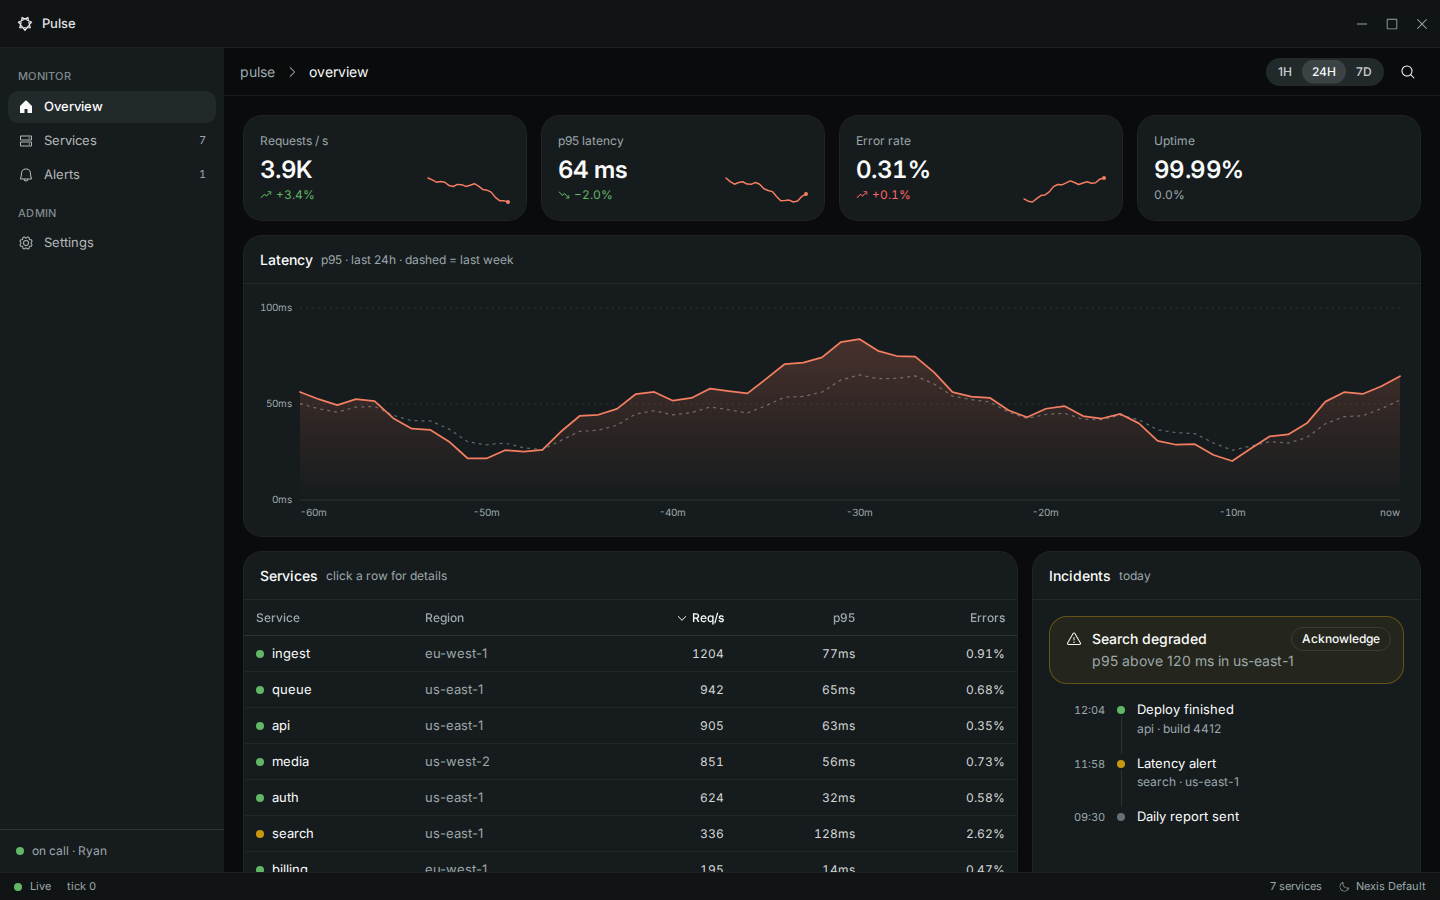 Pulse
MONITOR
Overview
Services 7
Alerts 1
ADMIN
Settings
on call · Ryan
pulse > overview
1H 24H 7D
Requests / s
3.9K
+3.4%
p95 latency
64 ms
−2.0%
Error rate
0.31%
+0.1%
Uptime
99.99%
0.0%
Latency p95 · last 24h · dashed = last week
100ms
50ms
0ms
-60m -50m -40m -30m -20m -10m now
Services click a row for details
Service Region Req/s p95 Errors
ingest eu-west-1 1204 77ms 0.91%
queue us-east-1 942 65ms 0.68%
api us-east-1 905 63ms 0.35%
media us-west-2 851 56ms 0.73%
auth us-east-1 624 32ms 0.58%
search us-east-1 336 128ms 2.62%
billing eu-west-1 195 14ms 0.47%
Incidents today
Search degraded Acknowledge
p95 above 120 ms in us-east-1
12:04 Deploy finished
api · build 4412
11:58 Latency alert
search · us-east-1
09:30 Daily report sent
Live tick 0 7 services Nexis Default